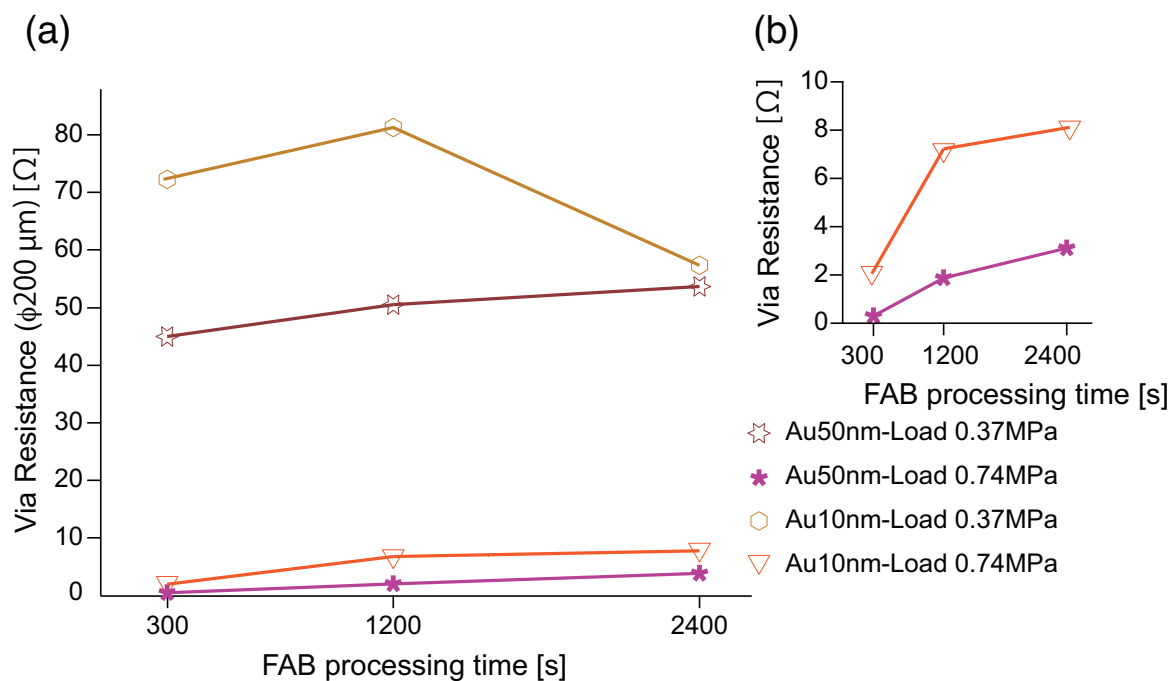 (a)
Via Resistance (ϕ200 μm) [Ω]
80
70
60
50
40
30
20
10
0
300
1200
2400
FAB processing time [s]
(b)
Via Resistance [Ω]
10
8
6
4
2
0
300
1200
2400
FAB processing time [s]
Au50nm-Load 0.37MPa
Au50nm-Load 0.74MPa
Au10nm-Load 0.37MPa
Au10nm-Load 0.74MPa